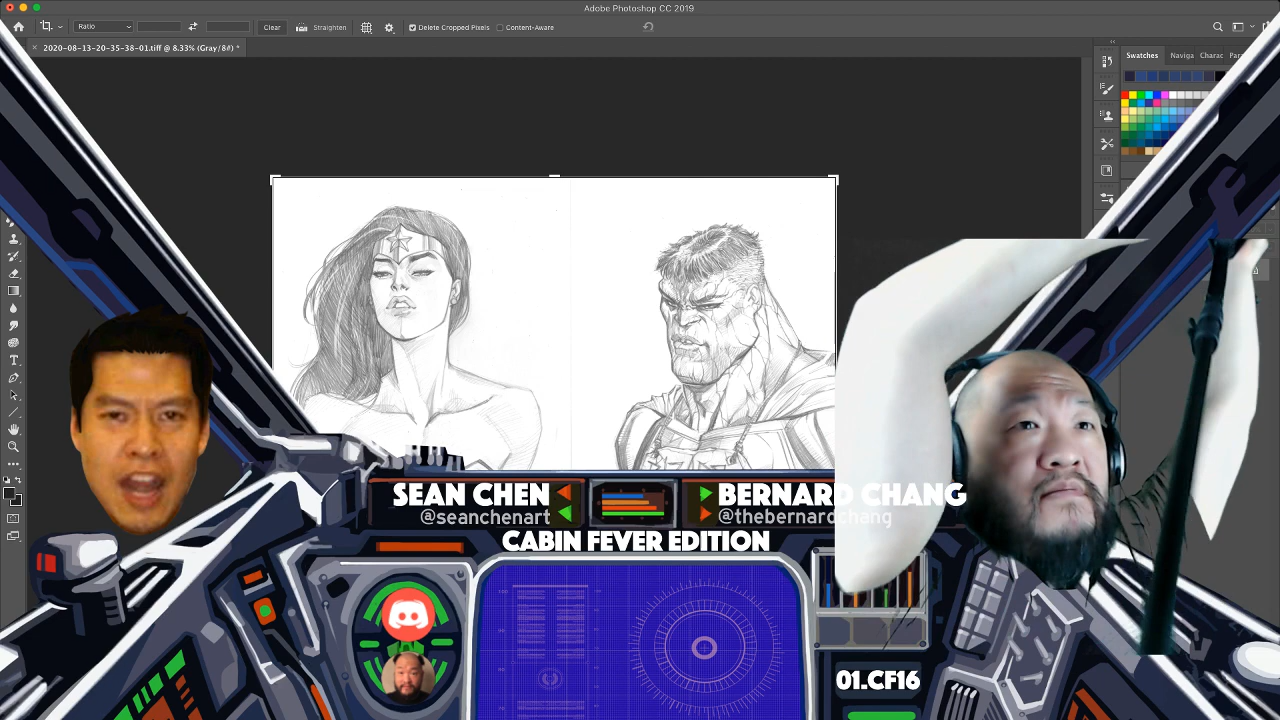 Adobe Photoshop CC 2019
Ratio
Clear
Straighten
Delete Cropped Pixels
Content-Aware
2020-08-13-20-35-38-01.tiff @ 8.33% (Gray/8#) *
Swatches
Naviga
Charac
Par
SEAN CHEN
@seanchenart
BERNARD CHANG
@thebernardchang
CABIN FEVER EDITION
01.CF16